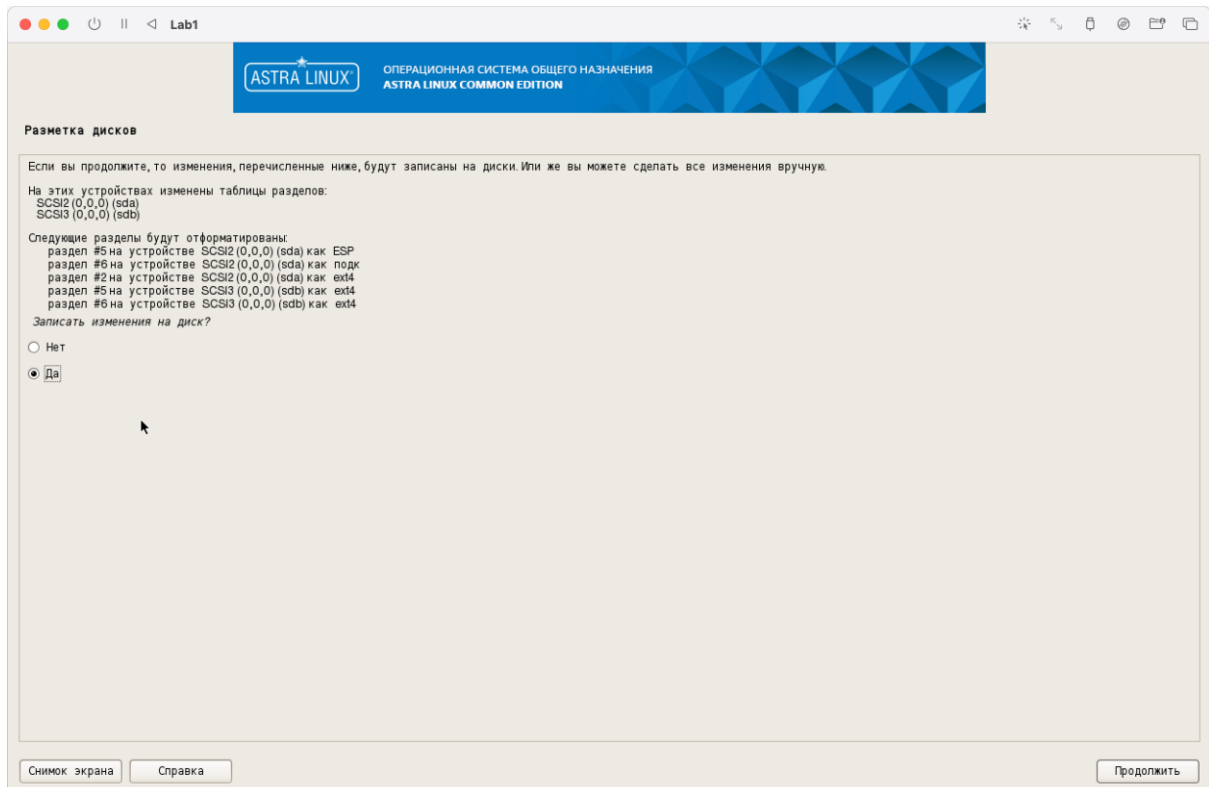 Lab1
ASTRA LINUX®
ОПЕРАЦИОННАЯ СИСТЕМА ОБЩЕГО НАЗНАЧЕНИЯ
ASTRA LINUX COMMON EDITION
Разметка дисков
Если вы продолжите, то изменения, перечисленные ниже, будут записаны на диски. Или же вы можете сделать все изменения вручную.
На этих устройствах изменены таблицы разделов:
SCSI2 (0,0,0) (sda)
SCSI3 (0,0,0) (sdb)
Следующие разделы будут отформатированы:
раздел #5 на устройстве SCSI2 (0,0,0) (sda) как ESP
раздел #6 на устройстве SCSI2 (0,0,0) (sda) как подк
раздел #2 на устройстве SCSI2 (0,0,0) (sda) как ext4
раздел #5 на устройстве SCSI3 (0,0,0) (sdb) как ext4
раздел #6 на устройстве SCSI3 (0,0,0) (sdb) как ext4
Записать изменения на диск?
Нет
Да
Снимок экрана Справка Продолжить